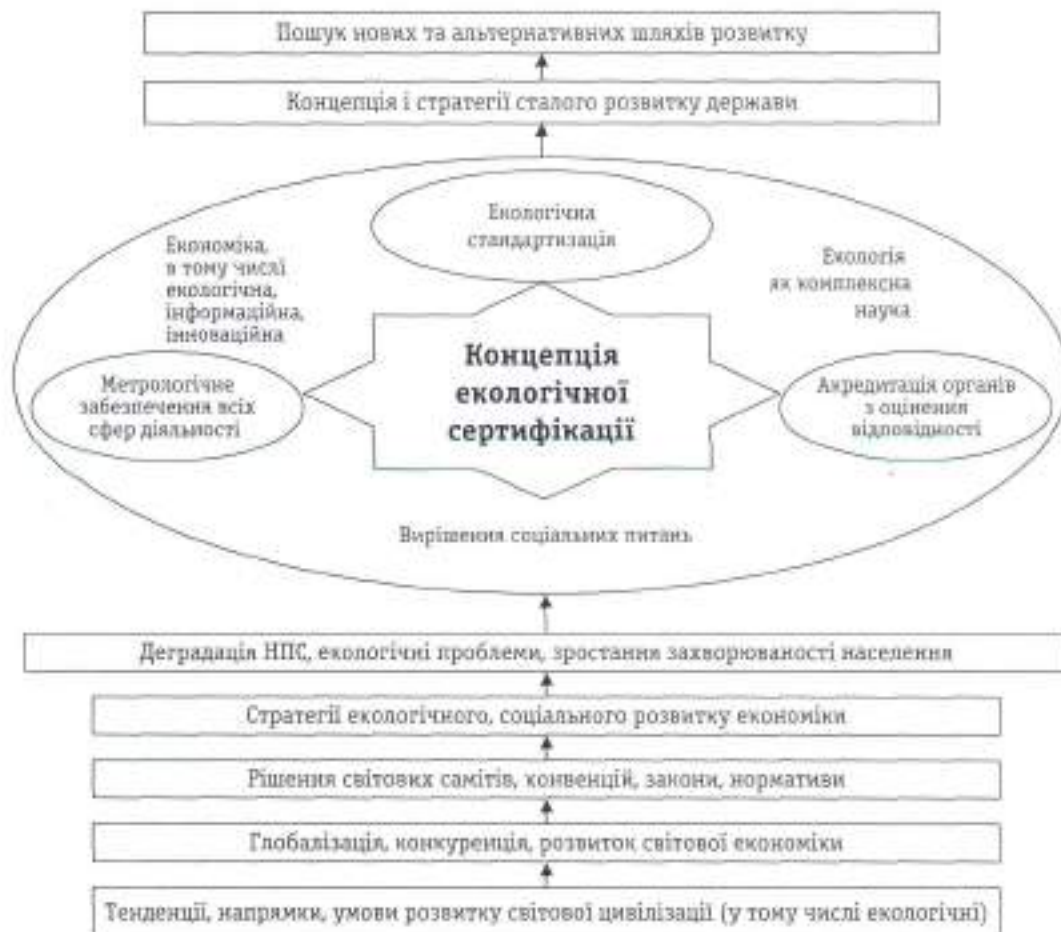 Пошук нових та альтернативних шляхів розвитку
Концепція і стратегії сталого розвитку держави
Екологічна
стандартизація
Економіка,
в тому числі
екологічна,
інформаційна,
інноваційна
Екологія
як комплексна
наука
Концепція
екологічної
сертифікації
Метрологічне
забезпечення всіх
сфер діяльності
Акредитація органів
з оцінення
відповідності
Вирішення соціальних питань
Деградація НПС, екологічні проблеми, зростання захворюваності населення
Стратегії екологічного, соціального розвитку економіки
Рішення світових самітів, конвенцій, закони, нормативи
Глобалізація, конкуренція, розвиток світової економіки
Тенденції, напрямки, умови розвитку світової цивілізації (у тому числі екологічні)